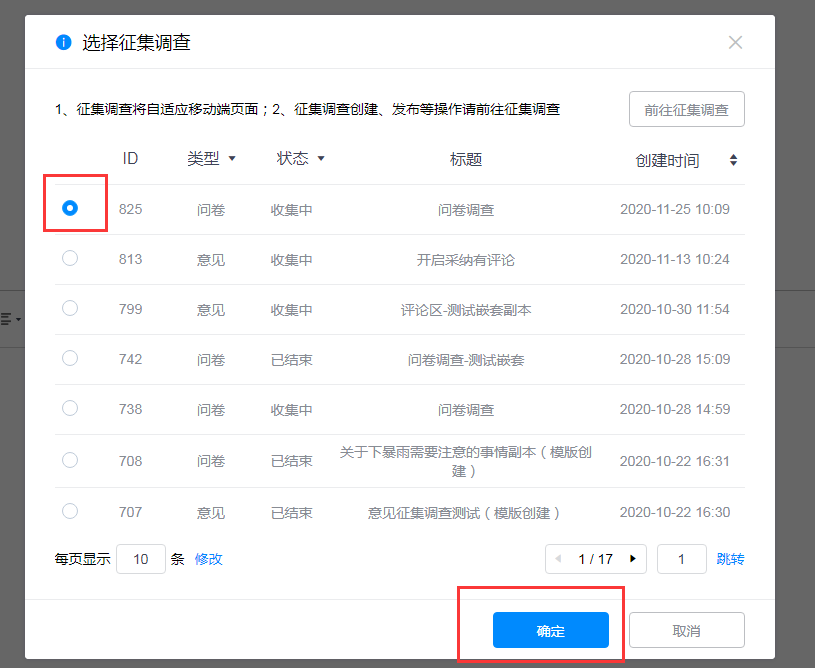 选择征集调查
1、征集调查将自适应移动端页面；2、征集调查创建、发布等操作请前往征集调查 前往征集调查
ID 类型 状态 标题 创建时间
825 问卷 收集中 问卷调查 2020-11-25 10:09
813 意见 收集中 开启采纳有评论 2020-11-13 10:24
799 意见 收集中 评论区-测试嵌套副本 2020-10-30 11:54
742 问卷 已结束 问卷调查-测试嵌套 2020-10-28 15:09
738 问卷 收集中 问卷调查 2020-10-28 14:59
708 问卷 已结束 关于下暴雨需要注意的事情副本（模版创
建） 2020-10-22 16:31
707 意见 已结束 意见征集调查测试（模版创建） 2020-10-22 16:30
每页显示 10 条 修改 1 / 17 1 跳转
确定 取消